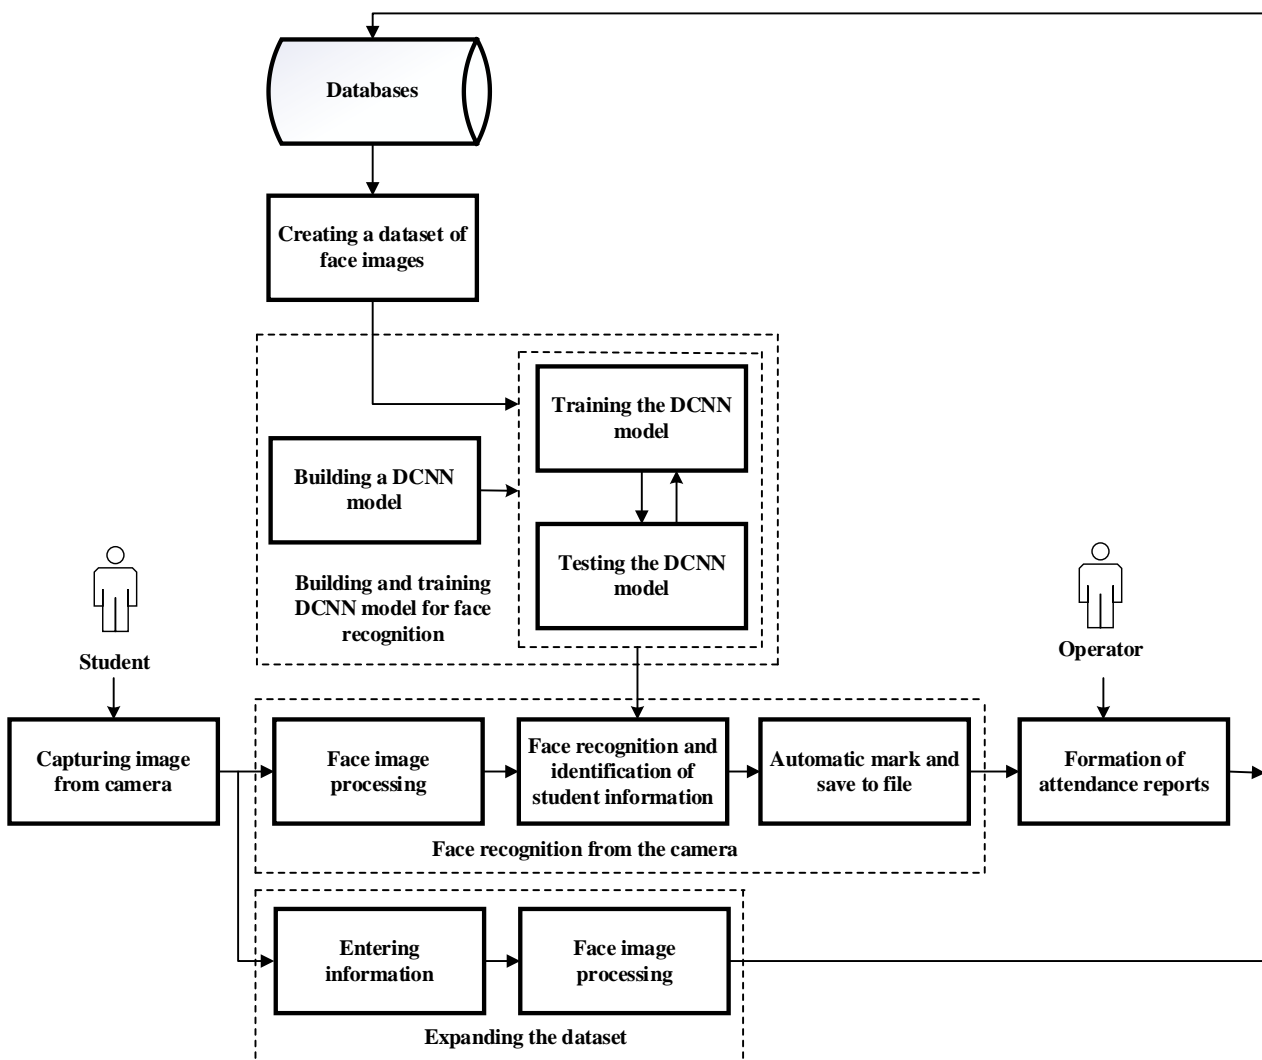 Databases
Creating a dataset of
face images
Training the DCNN
model
Building a DCNN
model
Testing the DCNN
model
Building and training
DCNN model for face
recognition
Student
Operator
Capturing image
from camera
Face image
processing
Face recognition and
identification of
student information
Automatic mark and
save to file
Formation of
attendance reports
Face recognition from the camera
Entering
information
Face image
processing
Expanding the dataset